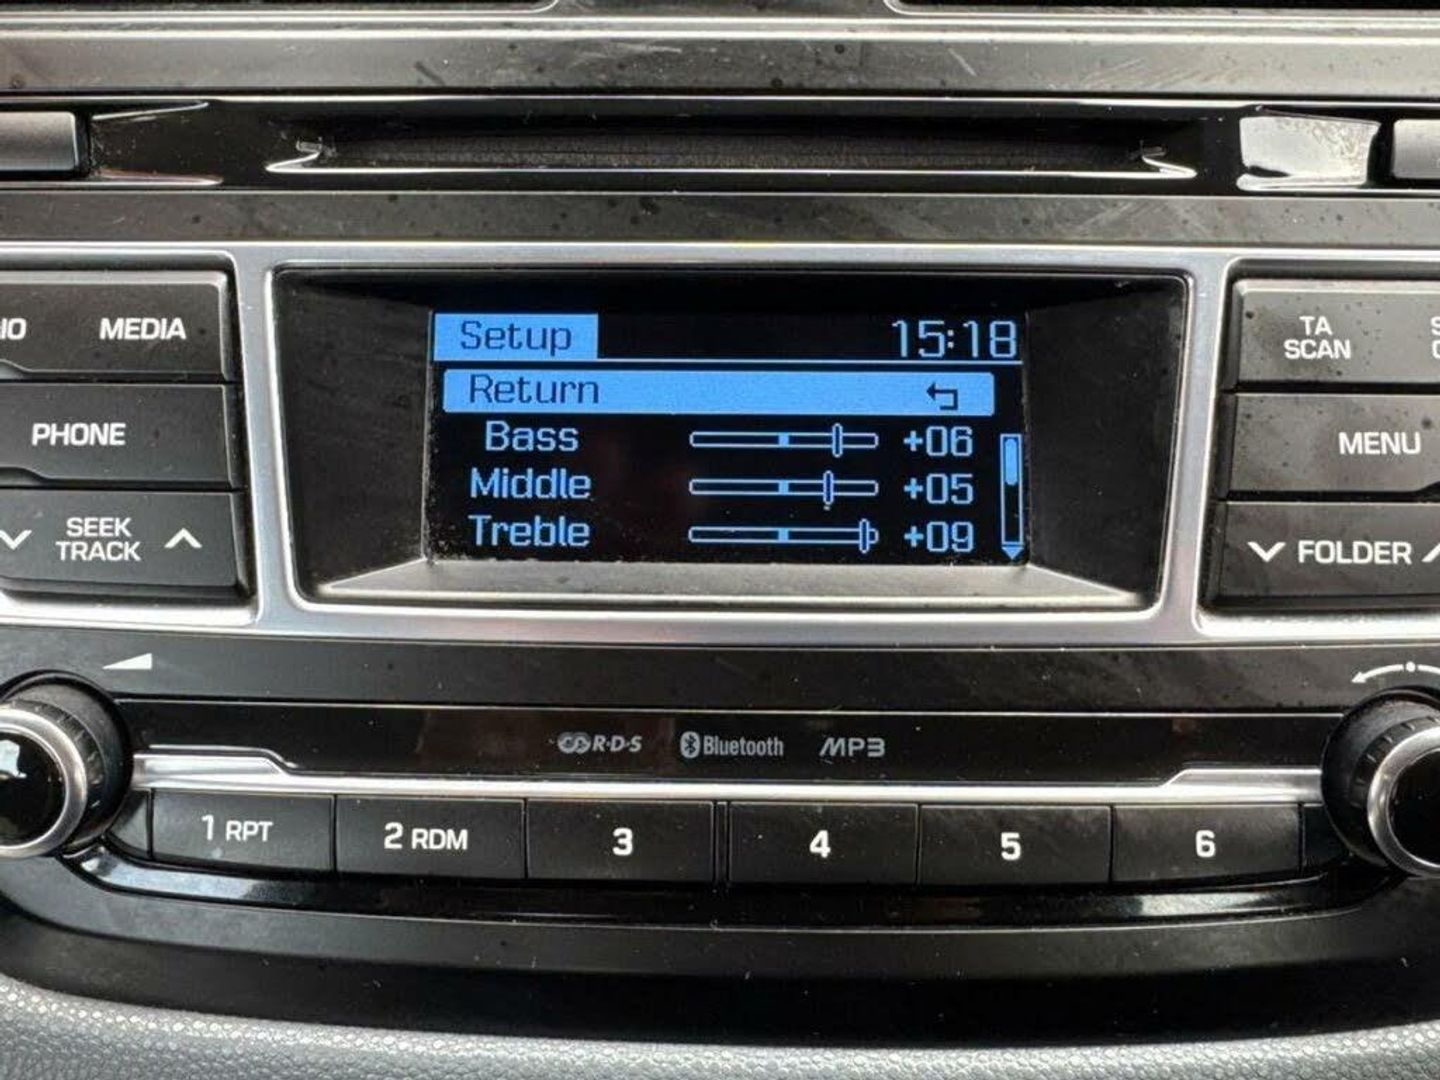 Setup 15:18
Return
Bass +06
Middle +05
Treble +09
IO MEDIA
PHONE
SEEK
TRACK
TA
SCAN
MENU
FOLDER
R·D·S Bluetooth MP3
1 RPT 2 RDM 3 4 5 6